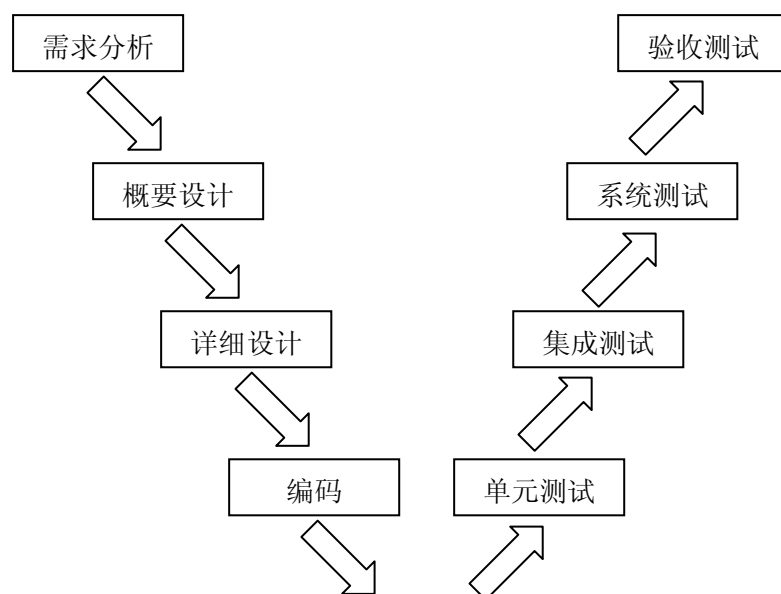 需求分析
验收测试
概要设计
系统测试
详细设计
集成测试
编码
单元测试